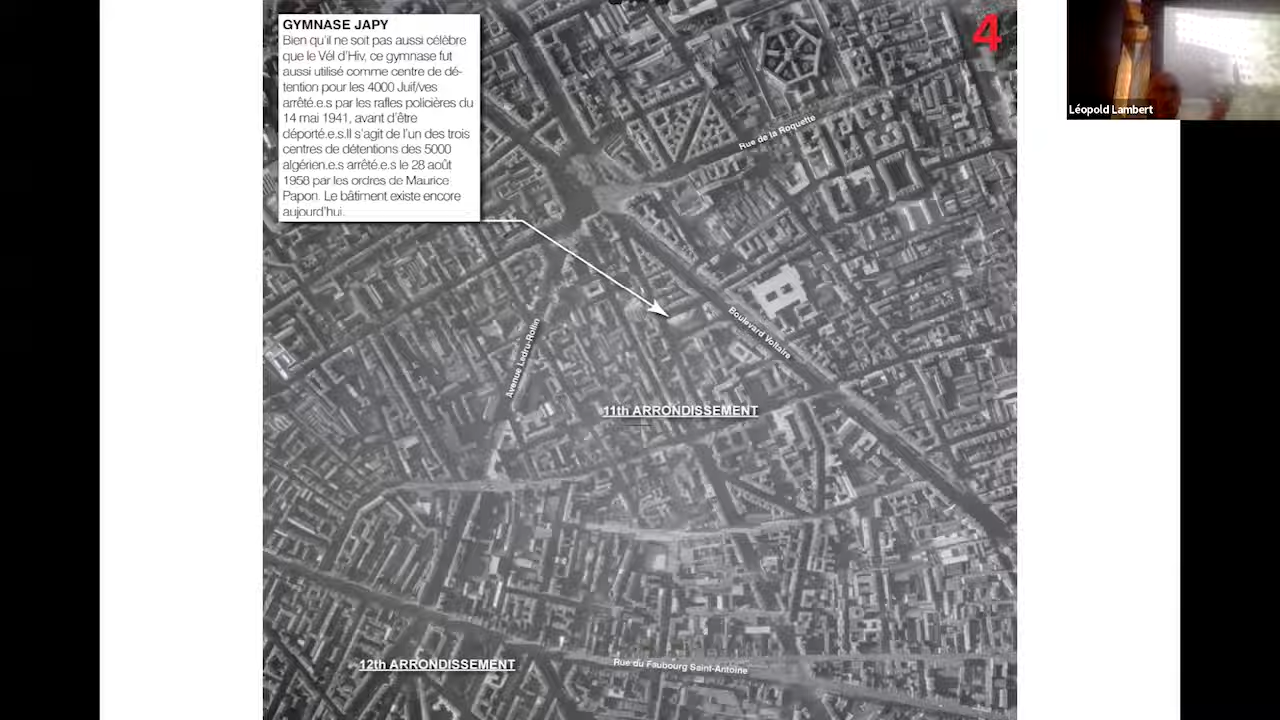 GYMNASE JAPY
Bien qu'il ne soit pas aussi célèbre
que le Vél d'Hiv, ce gymnase fut
aussi utilisé comme centre de dé-
tention pour les 4000 Juif/ves
arrêté.e.s par les rafles policières du
14 mai 1941, avant d'être
déporté.e.s.Il s'agit de l'un des trois
centres de détentions des 5000
algérien.e.s arrêté.e.s le 28 août
1958 par les ordres de Maurice
Papon. Le bâtiment existe encore
aujourd'hui.
4
Léopold Lambert
Rue de la Roquette
Boulevard Voltaire
Avenue Ledru-Rollin
11th ARRONDISSEMENT
12th ARRONDISSEMENT
Rue du Faubourg Saint-Antoine